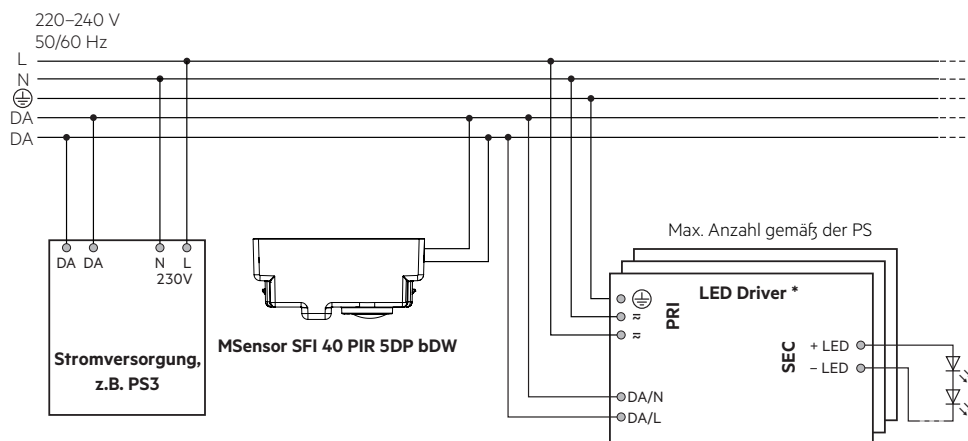 220–240 V
50/60 Hz
L
N
DA
DA
DA DA N L
230V
Stromversorgung,
z.B. PS3
MSensor SFI 40 PIR 5DP bDW
Max. Anzahl gemäß der PS
LED Driver *
PRI
≂
≂
SEC
+ LED
– LED
DA/N
DA/L